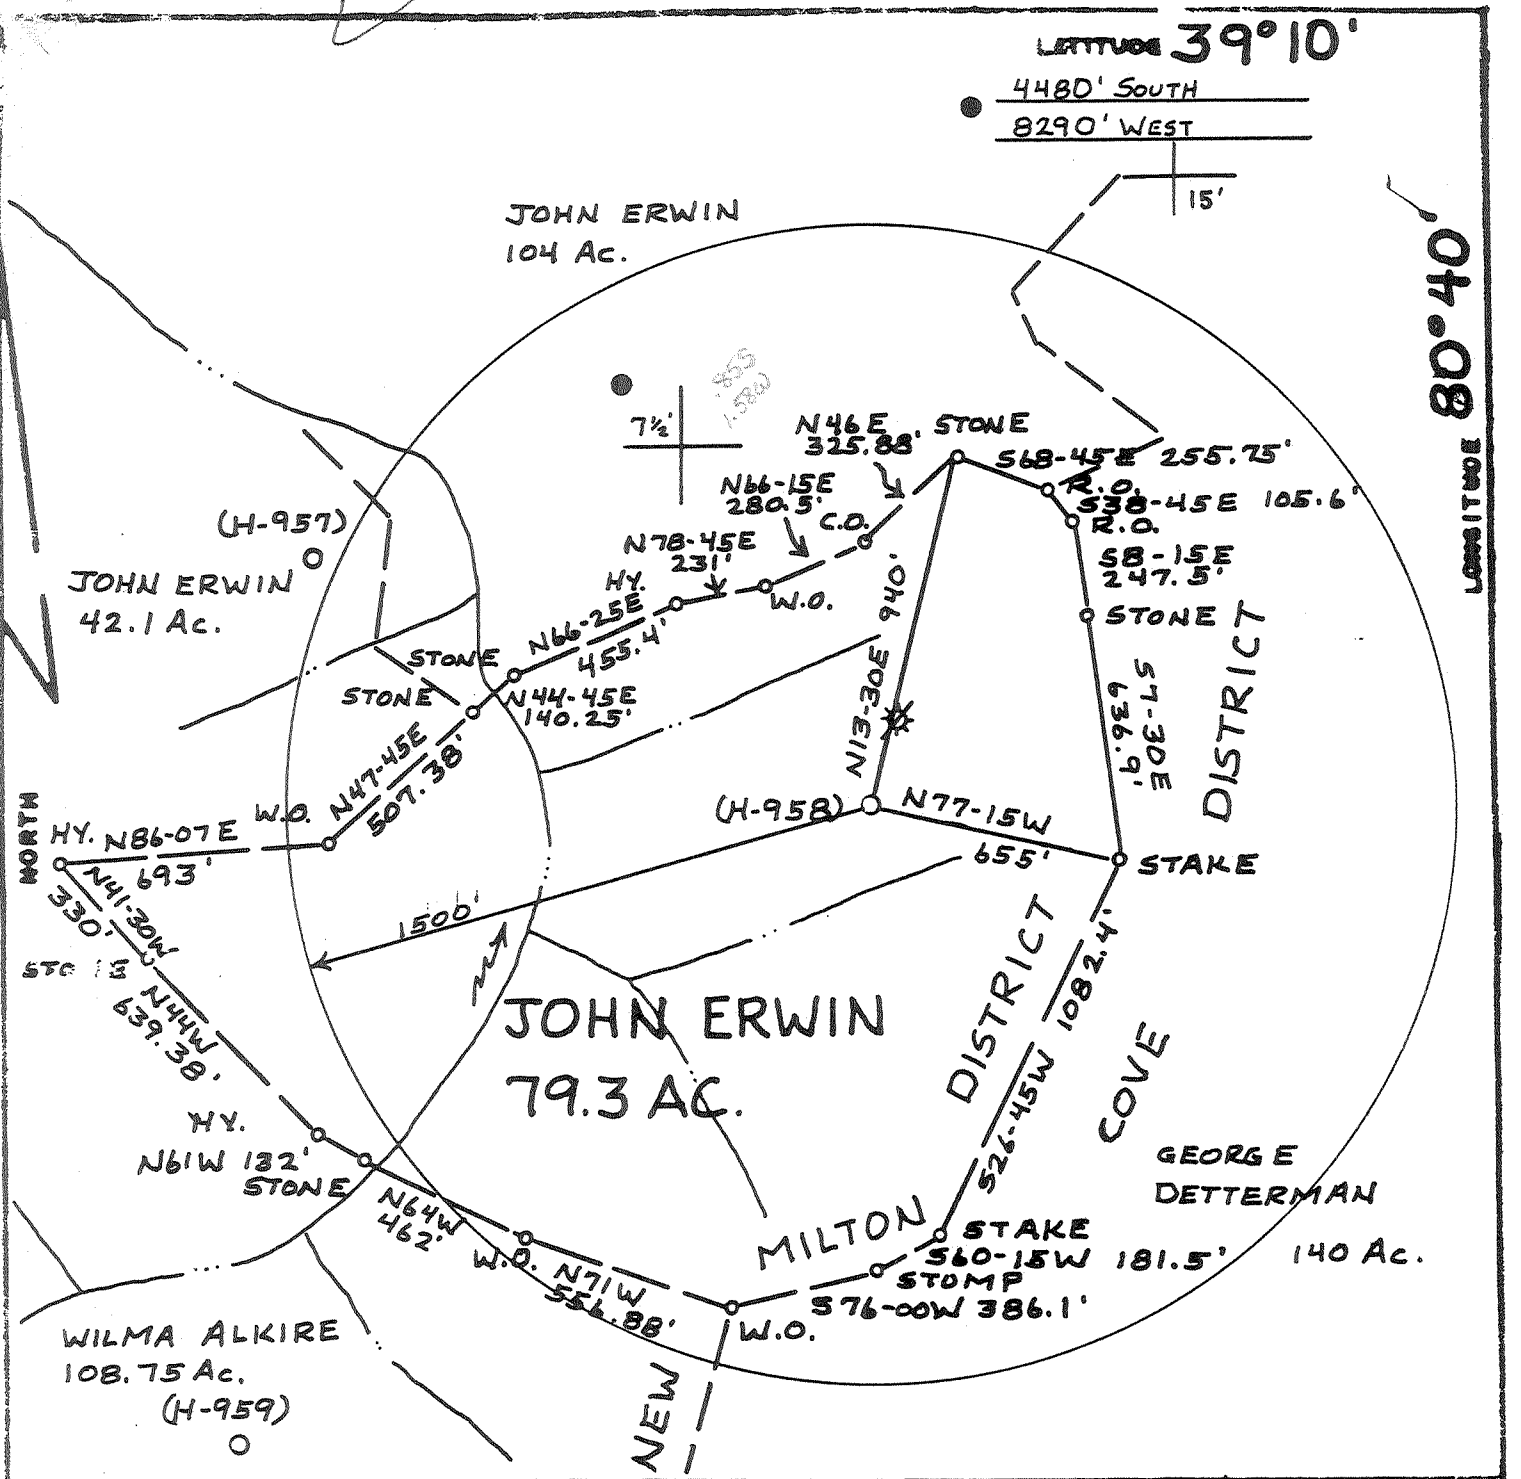 LATITUDE 39°10'
4480' SOUTH
8290' WEST
15'
LONGITUDE 80°40'
JOHN ERWIN
104 Ac.
7½'
.855
1.58W
N46E
325.88'
STONE
S68-45E 255.75'
R.O.
S38-45E 105.6'
R.O.
N66-15E
280.5'
C.O.
S8-15E
247.5'
STONE
N78-45E
231'
HY.
W.O.
(H-957)
JOHN ERWIN
42.1 Ac.
N66-25E
455.4'
STONE
STONE
N44-45E
140.25'
N13-30E 940'
S7-30E
636.9'
DISTRICT
N47-45E
507.38'
W.O.
NORTH
HY. N86-07E
693'
(H-958)
N77-15W
655'
STAKE
N41-30W
330'
1500'
N44W
639.38'
JOHN ERWIN
79.3 AC.
DISTRICT
S26-45W 1082.4'
COVE
HY.
N61W 132'
STONE
N64W
462'
W.O.
N71W
556.88'
MILTON
STAKE
S60-15W 181.5'
STOMP
S76-00W 386.1'
W.O.
GEORGE
DETTERMAN
140 Ac.
WILMA ALKIRE
108.75 Ac.
(H-959)
NEW